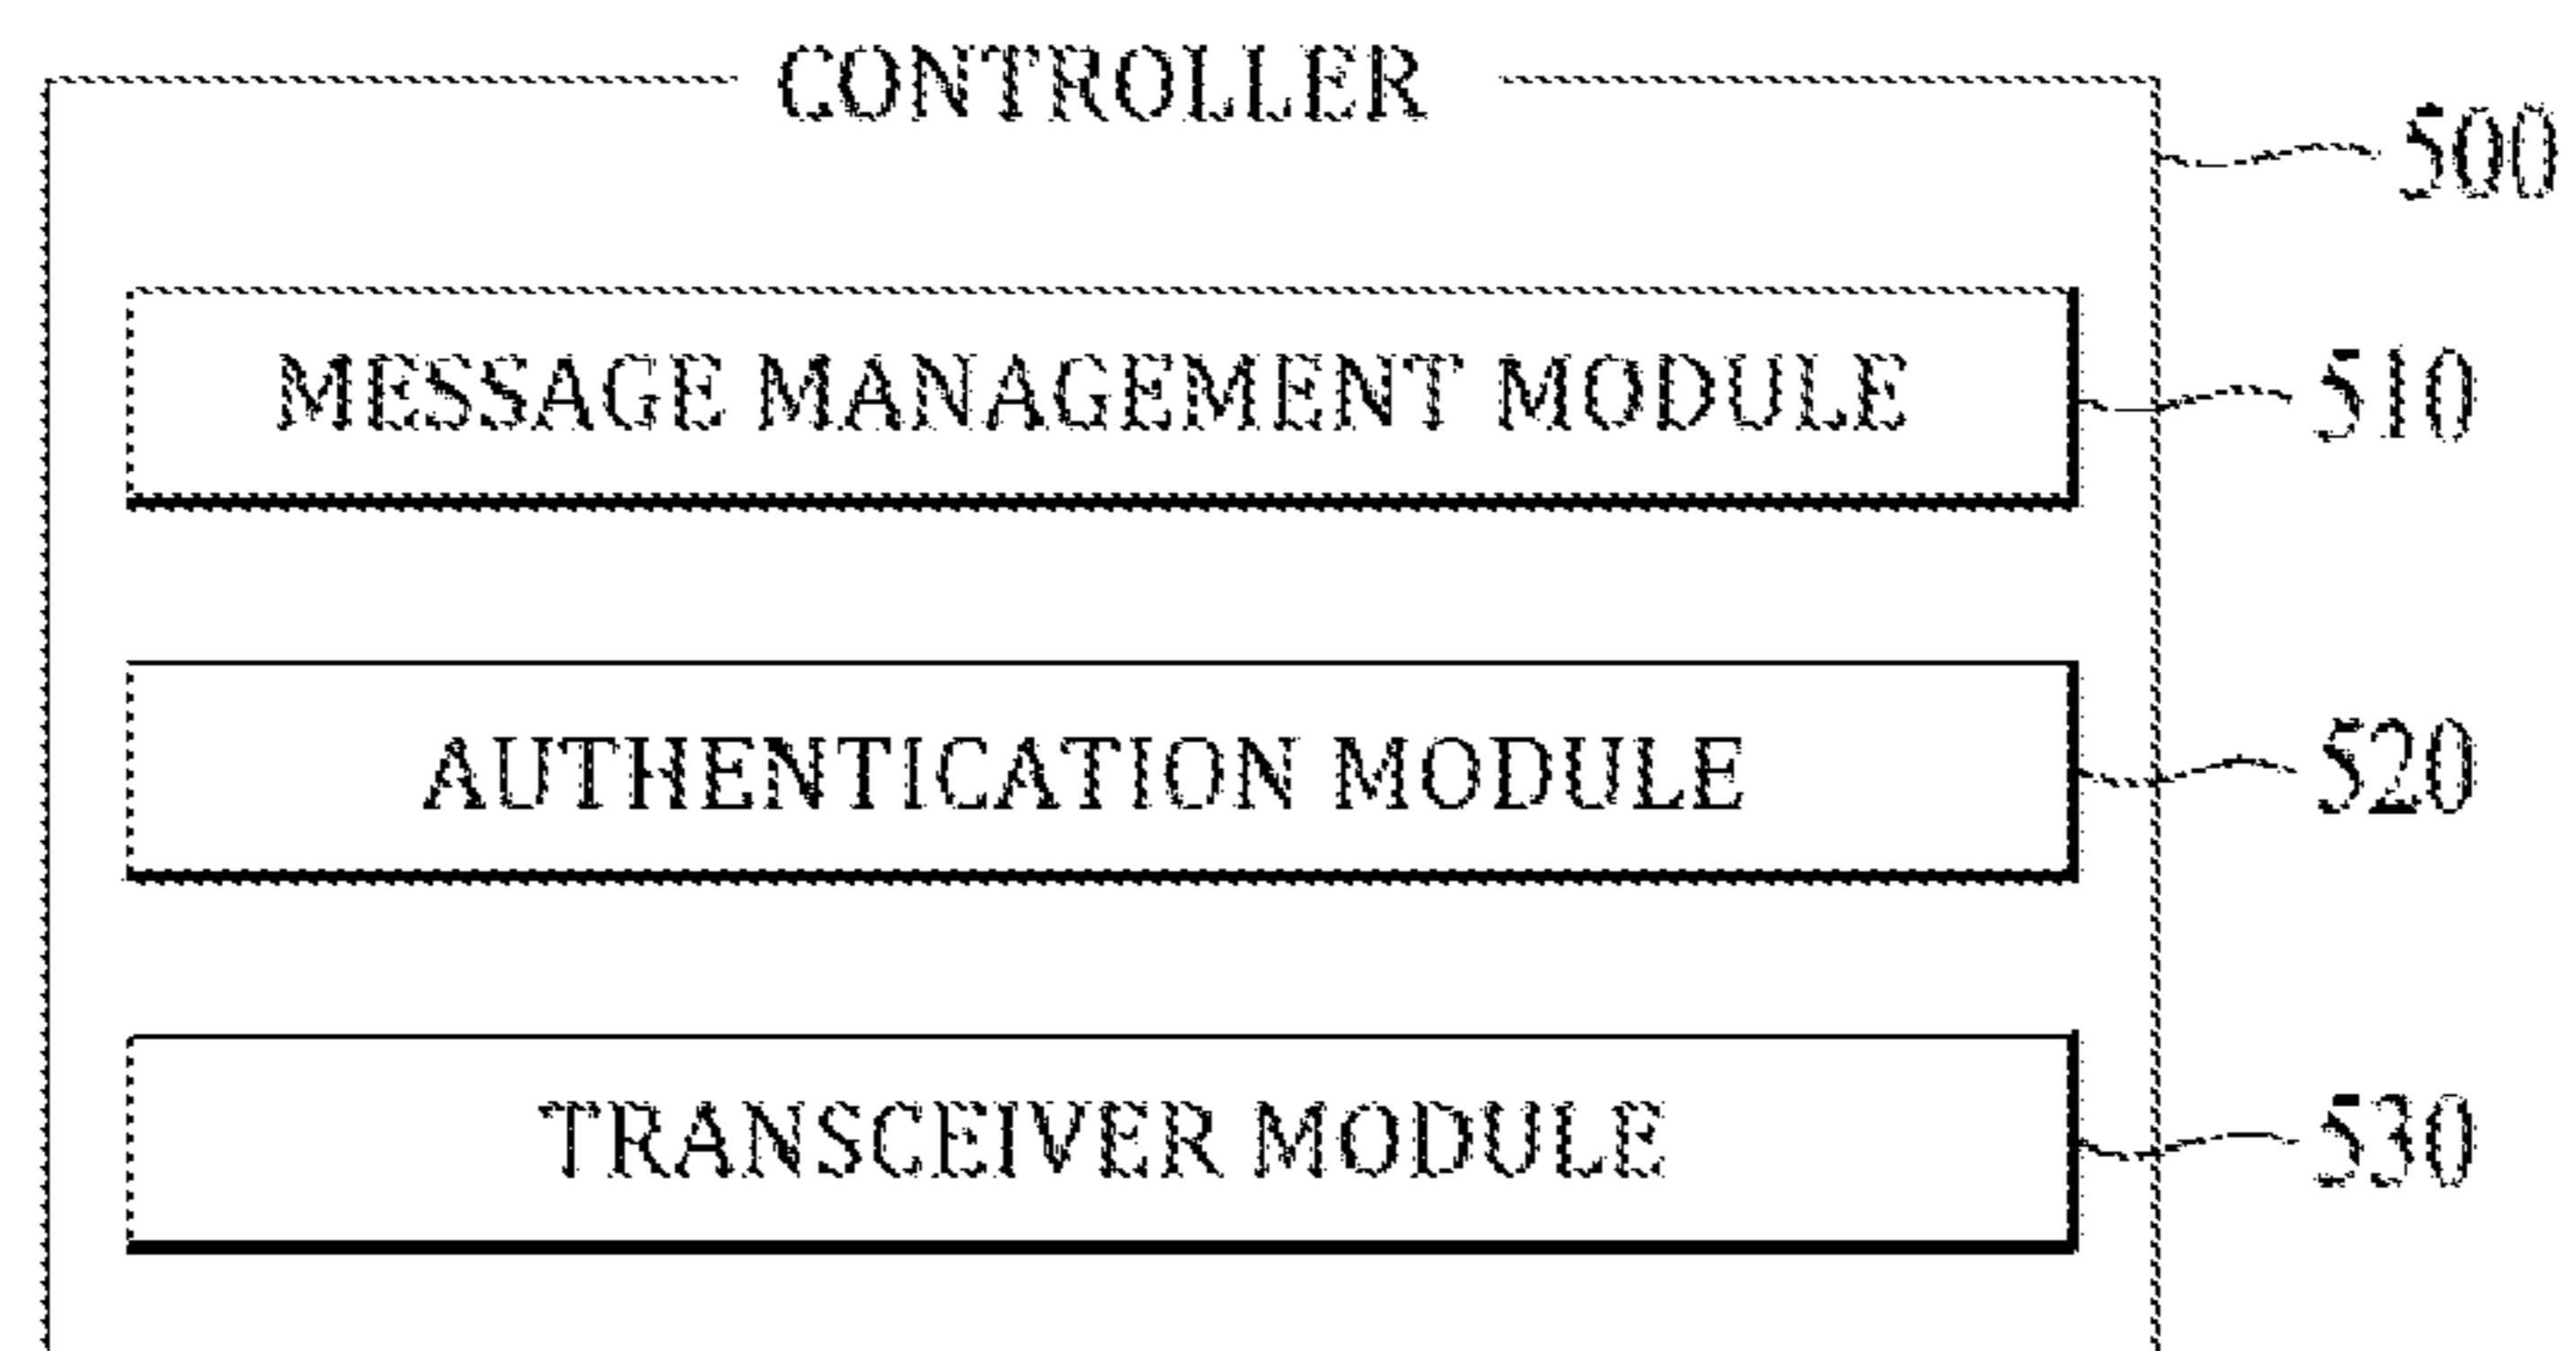 CONTROLLER
500
MESSAGE MANAGEMENT MODULE
510
AUTHENTICATION MODULE
520
TRANSCEIVER MODULE
530